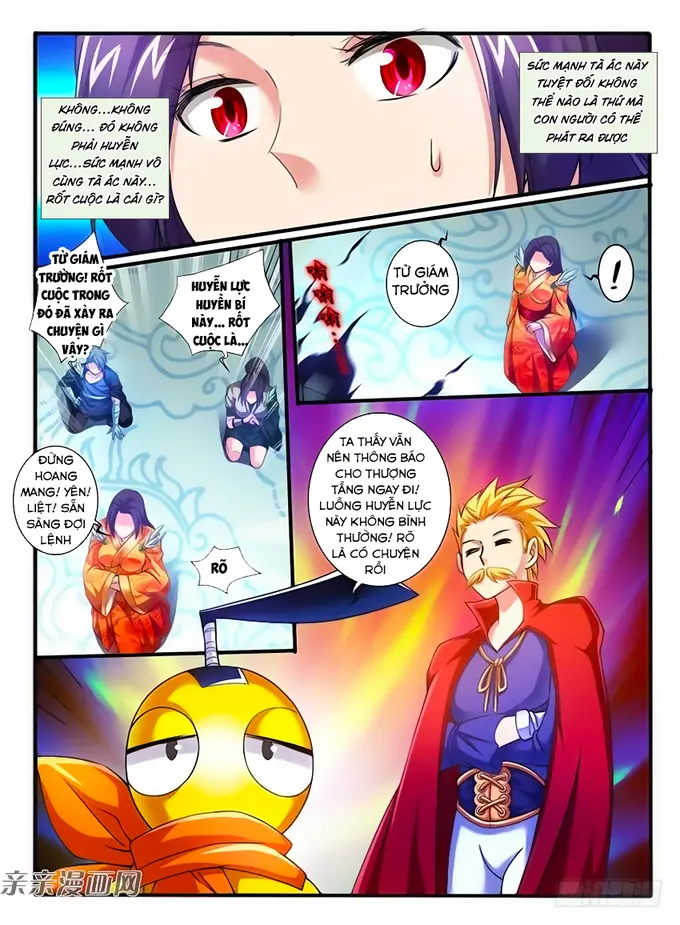 KHÔNG...KHÔNG
ĐÚNG... ĐÓ KHÔNG
PHẢI HUYỄN
LỰC...SỨC MẠNH VÔ
CÙNG TÀ ÁC NÀY...
RỐT CUỘC LÀ CÁI GÌ?
SỨC MẠNH TÀ ÁC NÀY
TUYỆT ĐỐI KHÔNG
THỂ NÀO LÀ THỨ MÀ
CON NGƯỜI CÓ THỂ
PHÁT RA ĐƯỢC
TỬ GIÁM
TRƯỞNG! RỐT
CUỘC TRONG
ĐÓ ĐÃ XẢY RA
CHUYỆN GÌ
VẬY?
HUYỄN LỰC
HUYỀN BÍ
NÀY... RỐT
CUỘC LÀ...
TỬ GIÁM
TRƯỞNG
!
ĐỪNG
HOANG
MANG! YÊN!
LIỆT! SẴN
SÀNG ĐỢI
LỆNH
RÕ
TA THẤY VẪN
NÊN THÔNG BÁO
CHO THƯỢNG
TẦNG NGAY ĐI!
LUỒNG HUYỄN LỰC
NÀY KHÔNG BÌNH
THƯỜNG! RÕ
LÀ CÓ CHUYỆN
RỒI!
亲亲漫画网